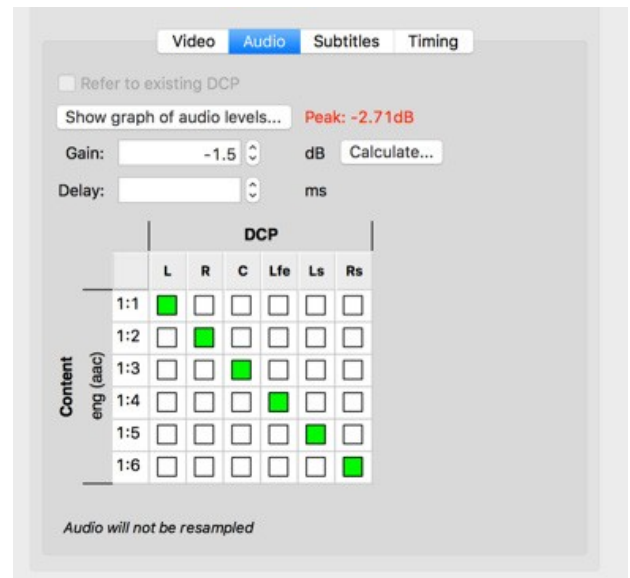 Video Audio Subtitles Timing
Refer to existing DCP
Show graph of audio levels... Peak: -2.71dB
Gain: -1.5 dB Calculate...
Delay: ms
DCP
L R C Lfe Ls Rs
Content
eng (aac)
1:1
1:2
1:3
1:4
1:5
1:6
Audio will not be resampled